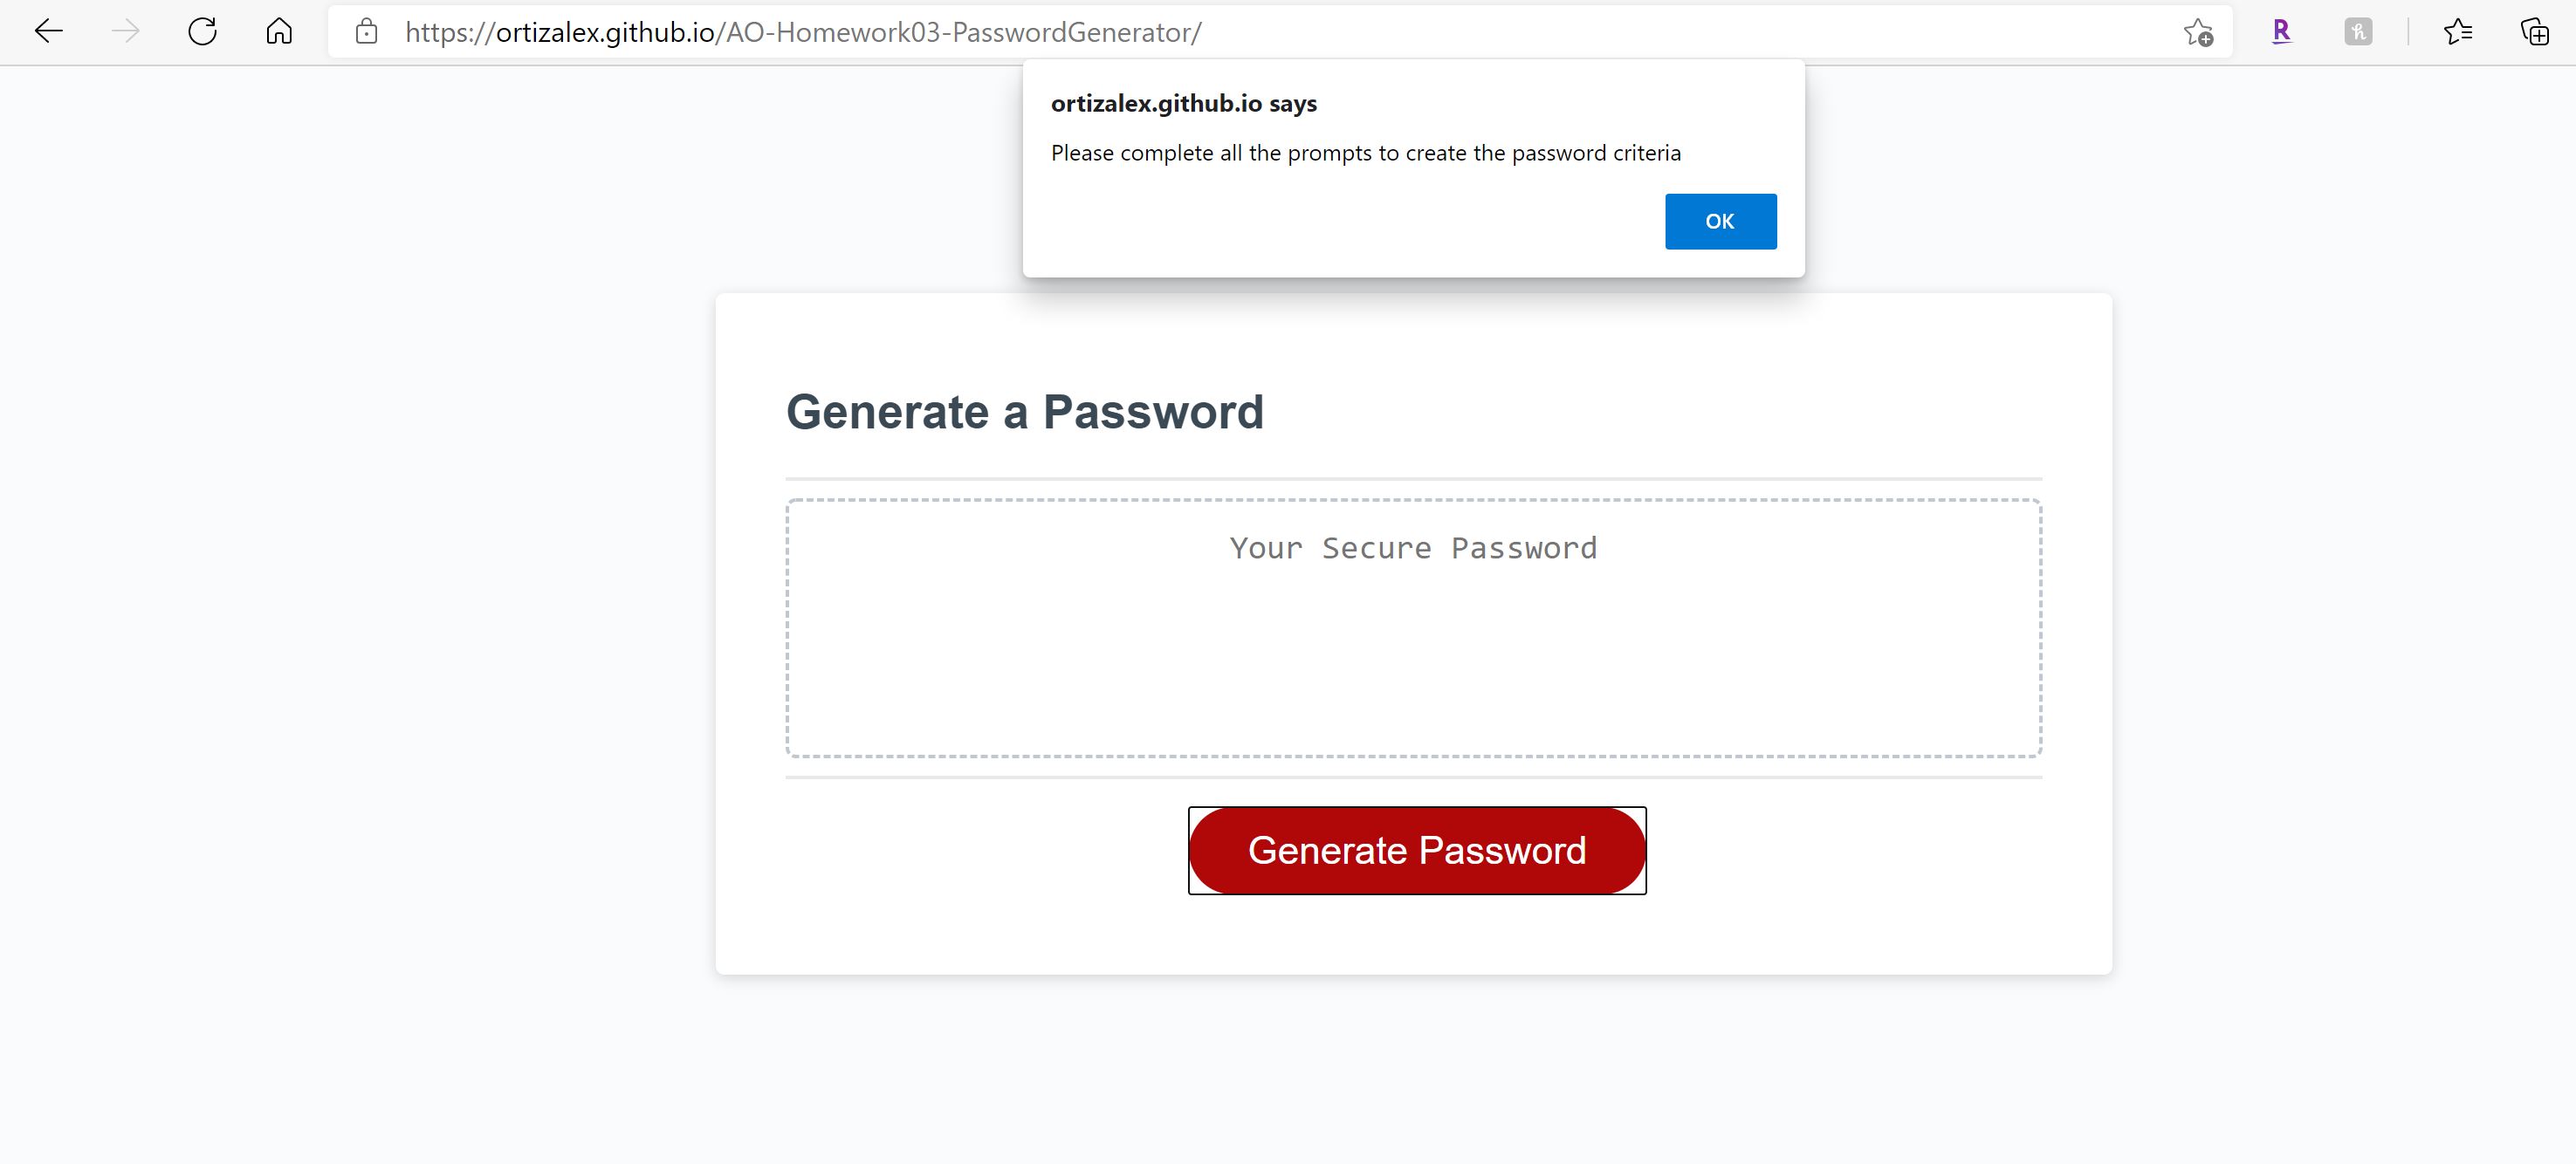 https://ortizalex.github.io/AO-Homework03-PasswordGenerator/
R
h
ortizalex.github.io says
Please complete all the prompts to create the password criteria
OK
Generate a Password
Your Secure Password
Generate Password